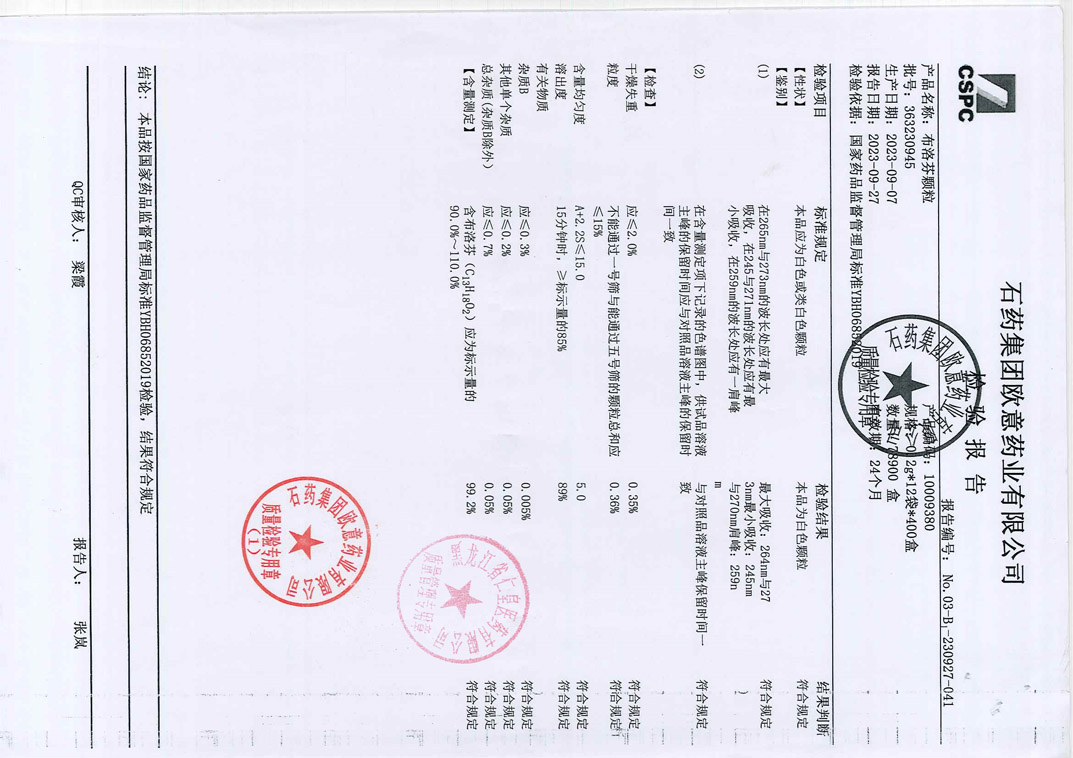 CSPC
石药集团欧意药业有限公司
检验报告
报告编号: No.03-B-230927-041
产品名称: 布洛芬颗粒
产品编码: 10009380
批号: 363230945
规格: 0.2g*12袋*400盒
生产日期: 2023-09-07
数量: 78900 盒
报告日期: 2023-09-27
有效期: 24个月
检验依据: 国家药品监督管理局标准YBH06852019
检验项目 标准规定 检验结果 结果判断
【性状】 本品应为白色或类白色颗粒 本品为白色颗粒 符合规定
【鉴别】
(1) 在265nm与273nm的波长处应有最大 最大吸收: 264nm与27 符合规定
吸收, 在245与271nm的波长处应有最 3nm最小吸收: 245nm
小吸收, 在259nm的波长处应有一肩峰 与270nm肩峰: 259n
m
(2) 在含量测定项下记录的色谱图中, 供试品溶液 与对照品溶液主峰保留时间一 符合规定
主峰的保留时间应与对照品溶液主峰的保留时 致
间一致
【检查】
干燥失重 应≤2.0% 0.35% 符合规定
粒度 不能通过一号筛与能通过五号筛的颗粒总和应 0.36% 符合规定
≤15%
含量均匀度 A+2.2S≤15.0 5.0 符合规定
溶出度 15分钟时, ≥标示量的85% 89% 符合规定
有关物质
杂质B 应≤0.3% 0.005% 符合规定
其他单个杂质 应≤0.2% 0.05% 符合规定
总杂质(杂质B除外) 应≤0.7% 0.05% 符合规定
【含量测定】 含布洛芬 (C₁₃H₁₈O₂) 应为标示量的 99.2% 符合规定
90.0%~110.0%
石药集团欧意药业有限公司
质量检验专用章
(1)
黑龙江省仁皇医药有限公司
结论: 本品按国家药品监督管理局标准YBH06852019检验, 结果符合规定
QC审核人: 梁霞 报告人: 张岚